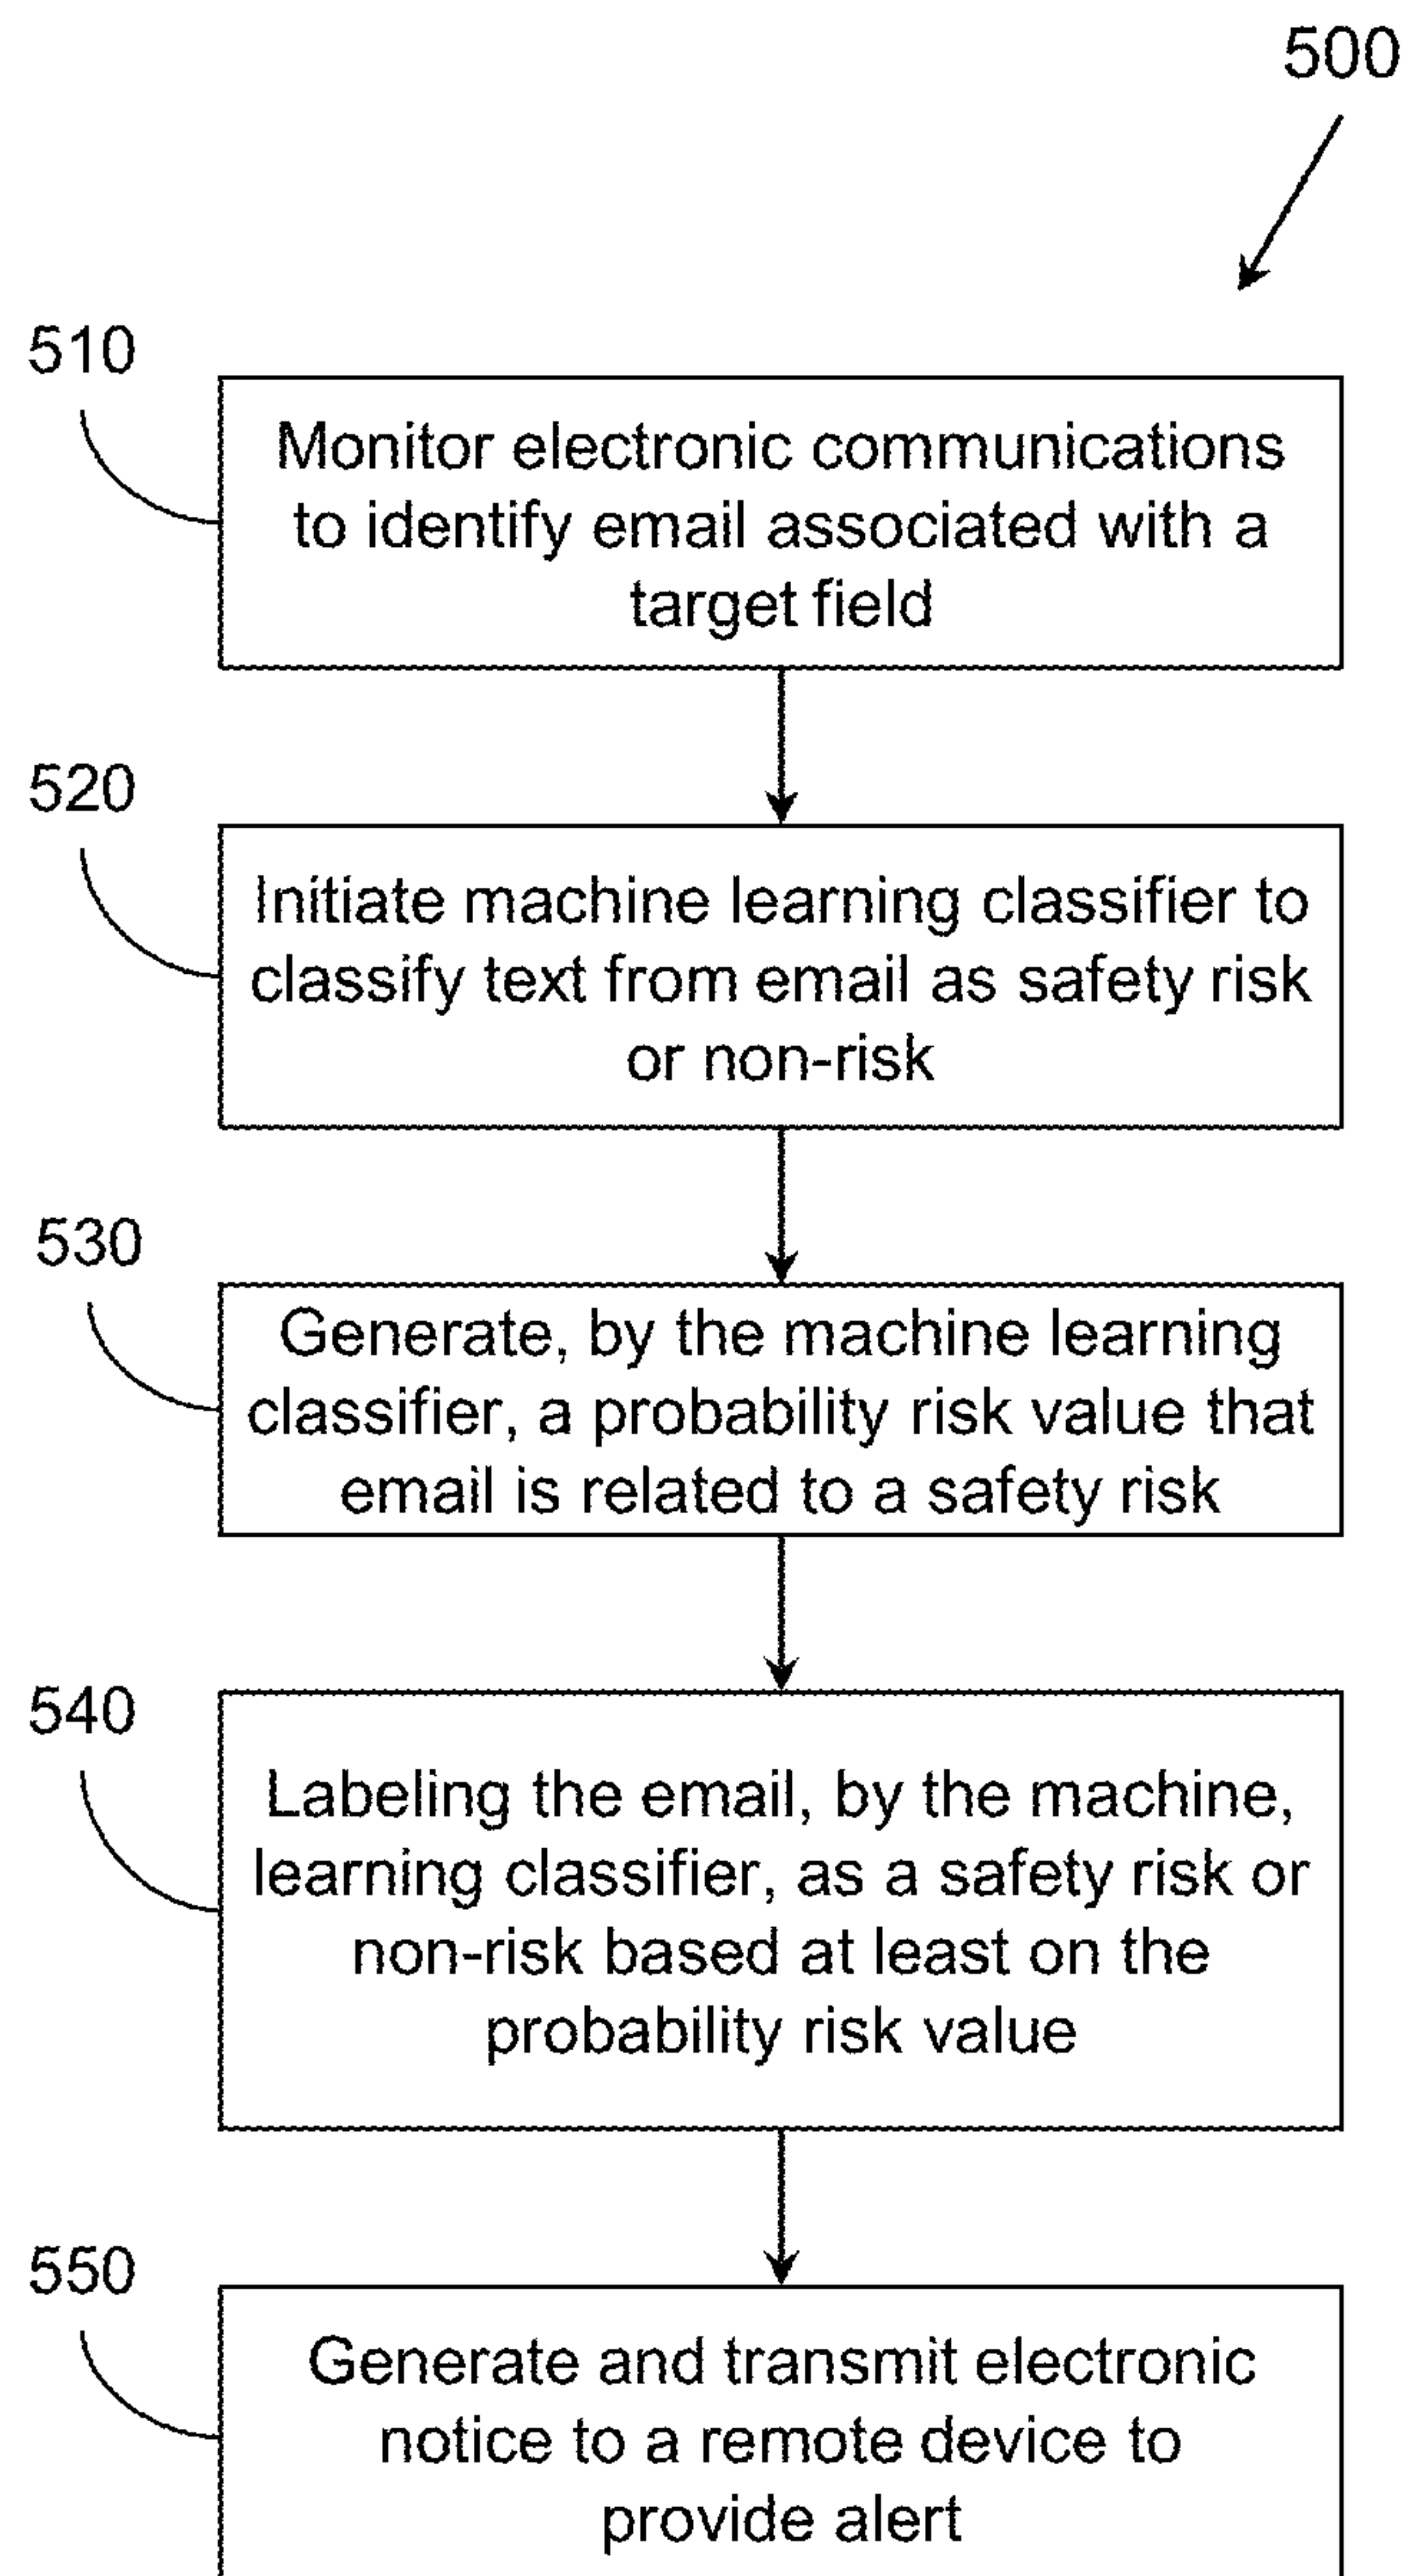 500
510
Monitor electronic communications
to identify email associated with a
target field
520
Initiate machine learning classifier to
classify text from email as safety risk
or non-risk
530
Generate, by the machine learning
classifier, a probability risk value that
email is related to a safety risk
540
Labeling the email, by the machine,
learning classifier, as a safety risk or
non-risk based at least on the
probability risk value
550
Generate and transmit electronic
notice to a remote device to
provide alert